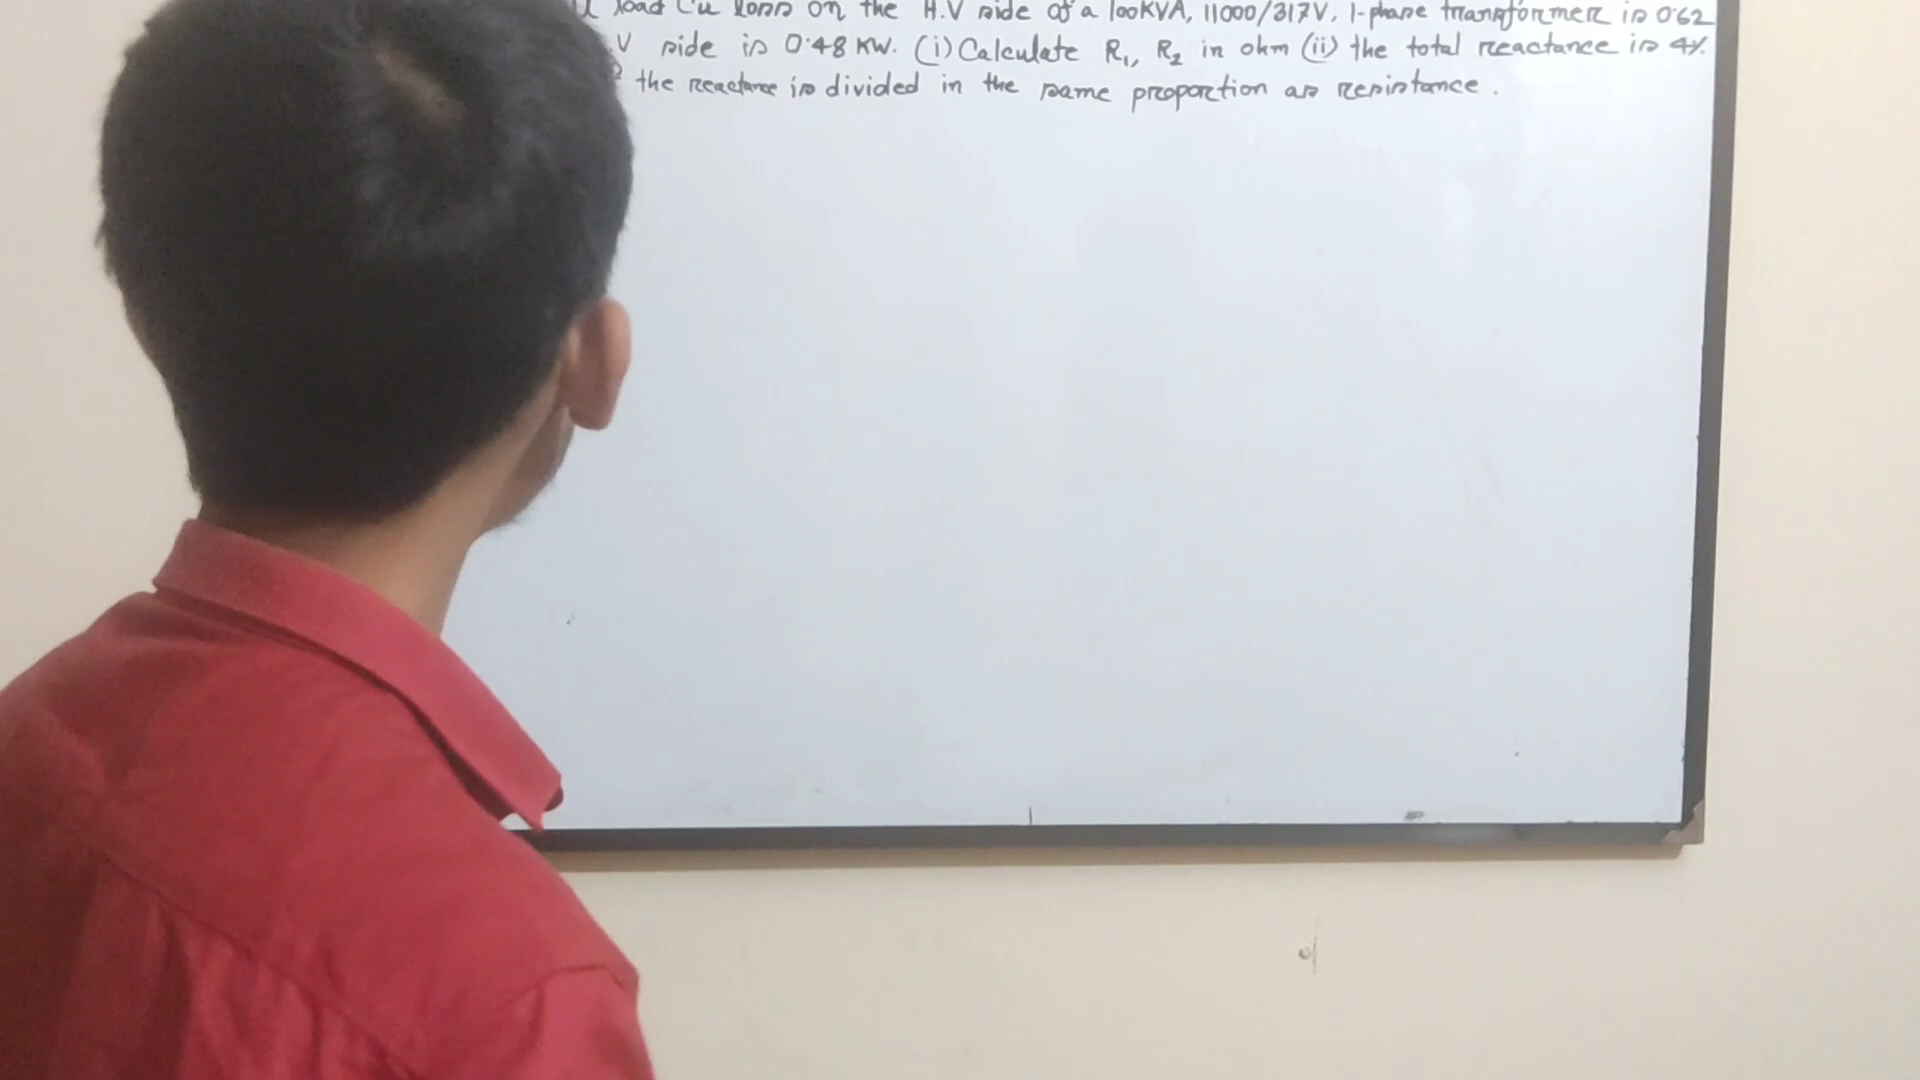 load Cu loss on the H.V side of a 100KVA, 11000/317V, 1-phase transformer is 0.62
V side is 0.48 KW. (i) Calculate R₁, R₂ in ohm (ii) the total reactance is 4%
the reactance is divided in the same proportion as resistance.